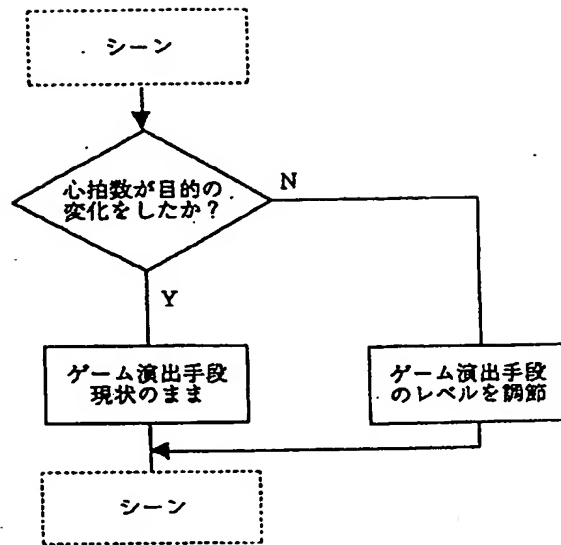 シーン
心拍数が目的の
変化をしたか?
N
Y
ゲーム演出手段
現状のまま
ゲーム演出手段
のレベルを調節
シーン